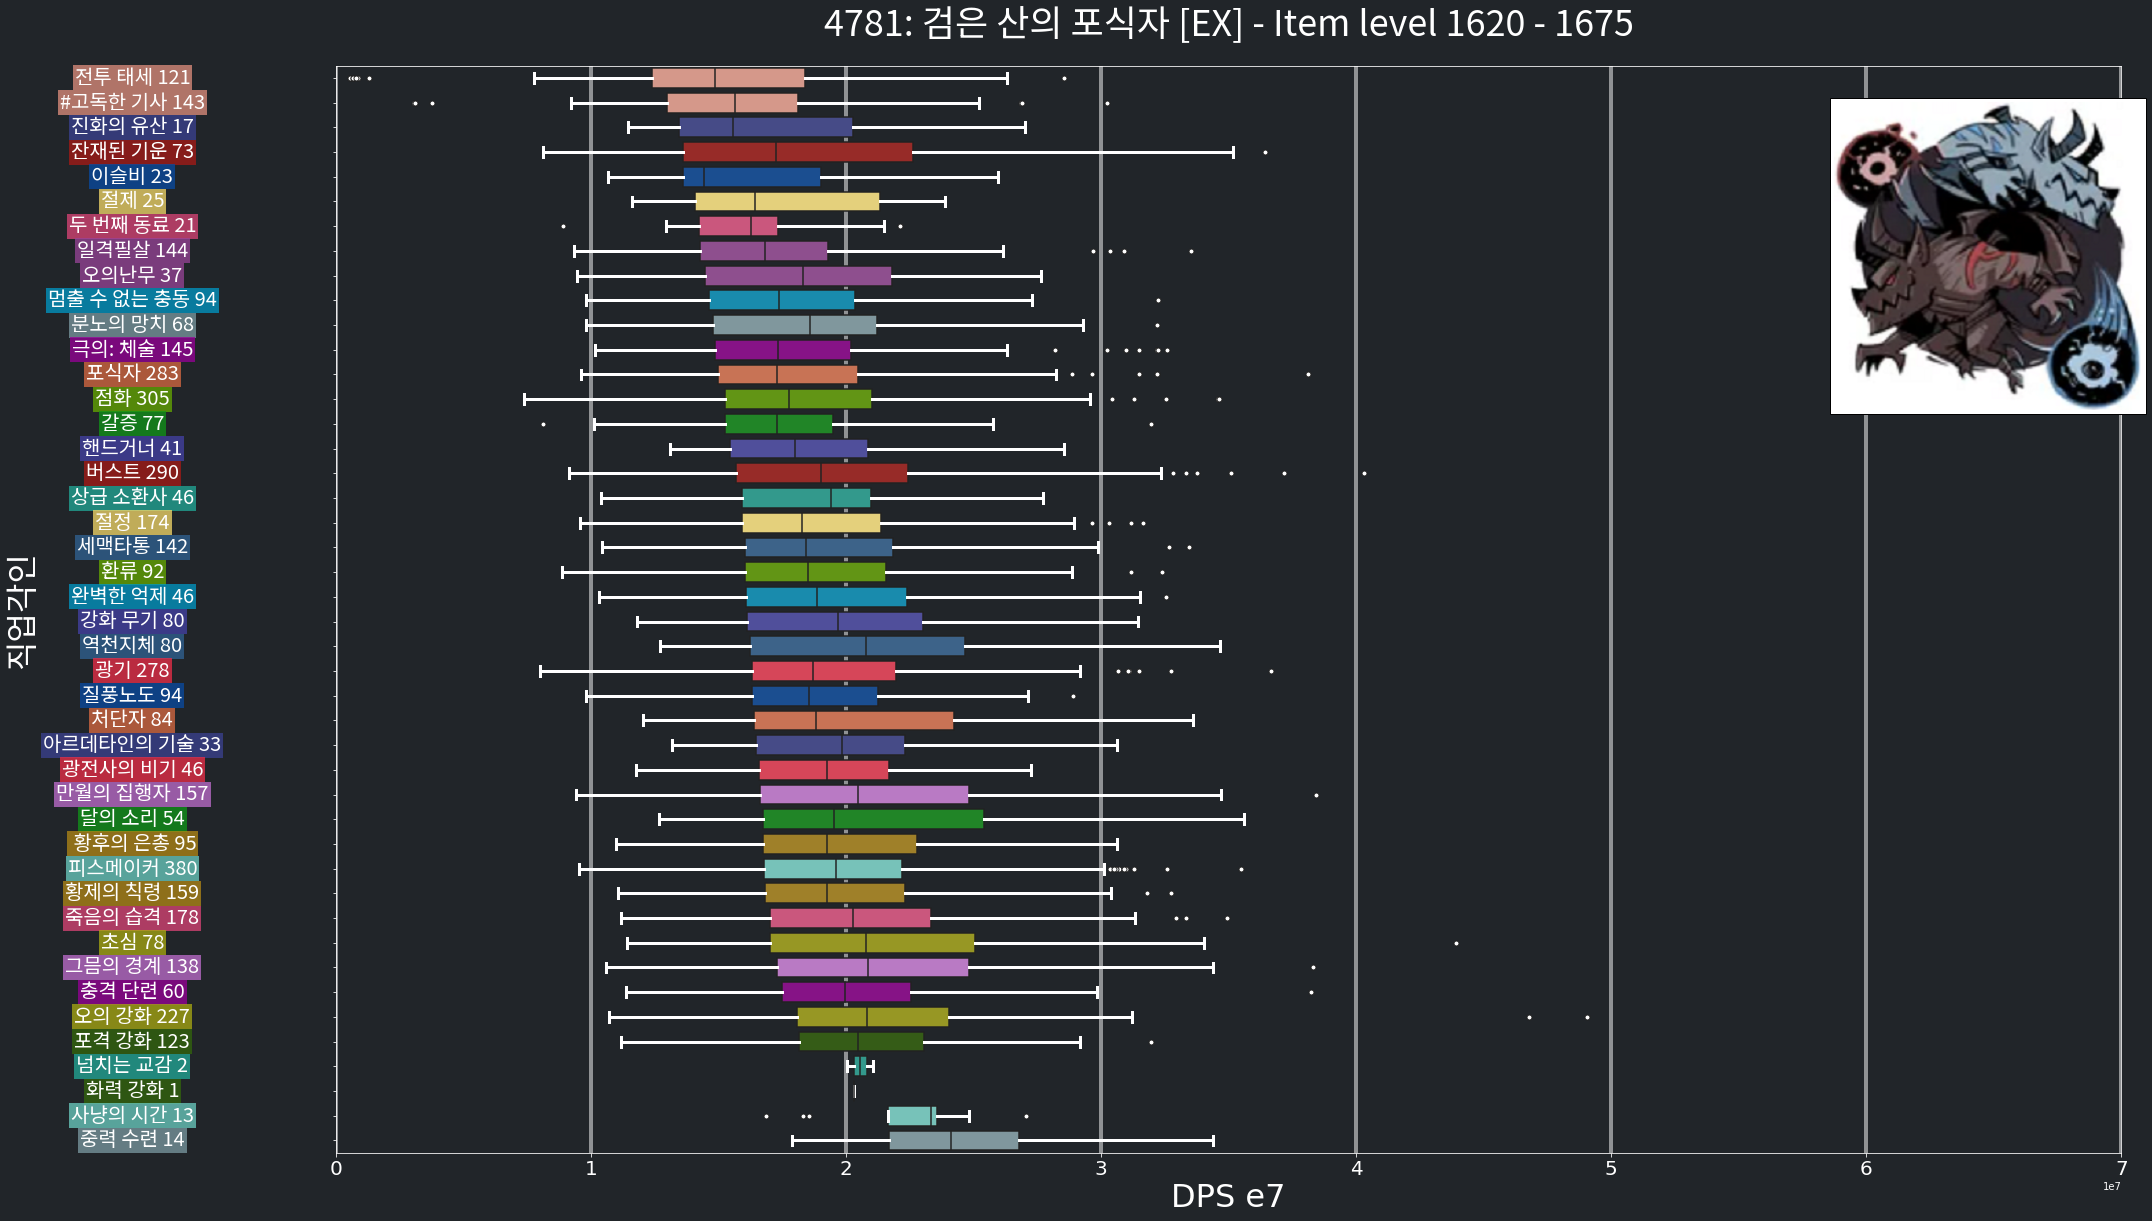 4781: 검은 산의 포식자 [EX] - Item level 1620 - 1675
직업각인
전투 태세 121
#고독한 기사 143
진화의 유산 17
잔재된 기운 73
이슬비 23
절제 25
두 번째 동료 21
일격필살 144
오의난무 37
멈출 수 없는 충동 94
분노의 망치 68
극의: 체술 145
포식자 283
점화 305
갈증 77
핸드거너 41
버스트 290
상급 소환사 46
절정 174
세맥타통 142
환류 92
완벽한 억제 46
강화 무기 80
역천지체 80
광기 278
질풍노도 94
처단자 84
아르데타인의 기술 33
광전사의 비기 46
만월의 집행자 157
달의 소리 54
황후의 은총 95
피스메이커 380
황제의 칙령 159
죽음의 습격 178
초심 78
그믐의 경계 138
충격 단련 60
오의 강화 227
포격 강화 123
넘치는 교감 2
화력 강화 1
사냥의 시간 13
중력 수련 14
0 1 2 3 4 5 6 7
1e7
DPS e7